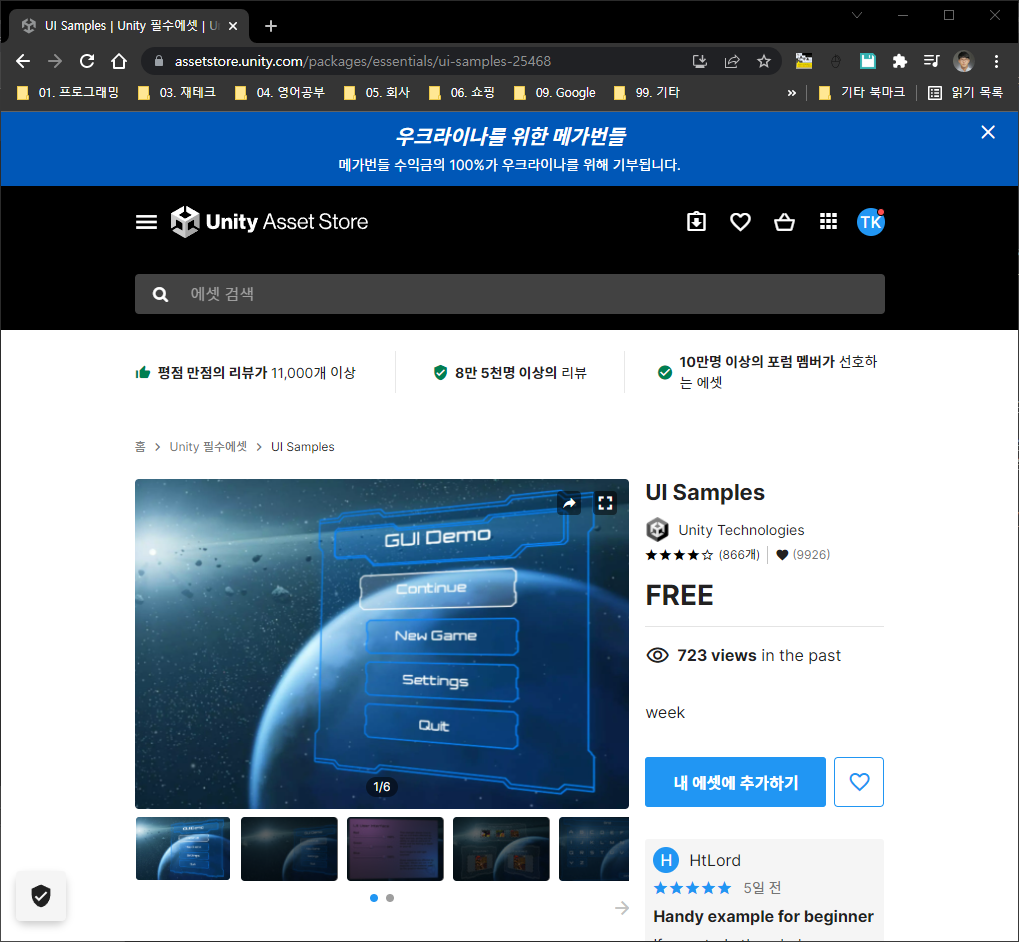 UI Samples | Unity 필수에셋 | U
assetstore.unity.com/packages/essentials/ui-samples-25468
01. 프로그래밍 03. 재테크 04. 영어공부 05. 회사 06. 쇼핑 09. Google 99. 기타 » 기타 북마크 읽기 목록
우크라이나를 위한 메가번들
메가번들 수익금의 100%가 우크라이나를 위해 기부됩니다.
Unity Asset Store
TK
에셋 검색
평점 만점의 리뷰가 11,000개 이상
8만 5천명 이상의 리뷰
10만명 이상의 포럼 멤버가 선호하
는 에셋
홈 > Unity 필수에셋 > UI Samples
GUI Demo
Continue
New Game
Settings
Quit
1/6
UI Samples
Unity Technologies
(866개) (9926)
FREE
723 views in the past
week
내 에셋에 추가하기
H HtLord
5일 전
Handy example for beginner